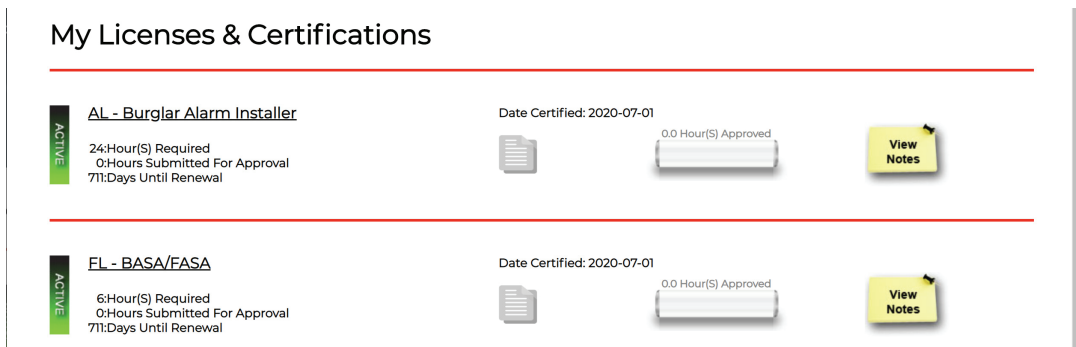 My Licenses & Certifications
ACTIVE
AL - Burglar Alarm Installer
24:Hour(S) Required
0:Hours Submitted For Approval
711:Days Until Renewal
Date Certified: 2020-07-01
0.0 Hour(S) Approved
View
Notes
ACTIVE
FL - BASA/FASA
6:Hour(S) Required
0:Hours Submitted For Approval
711:Days Until Renewal
Date Certified: 2020-07-01
0.0 Hour(S) Approved
View
Notes